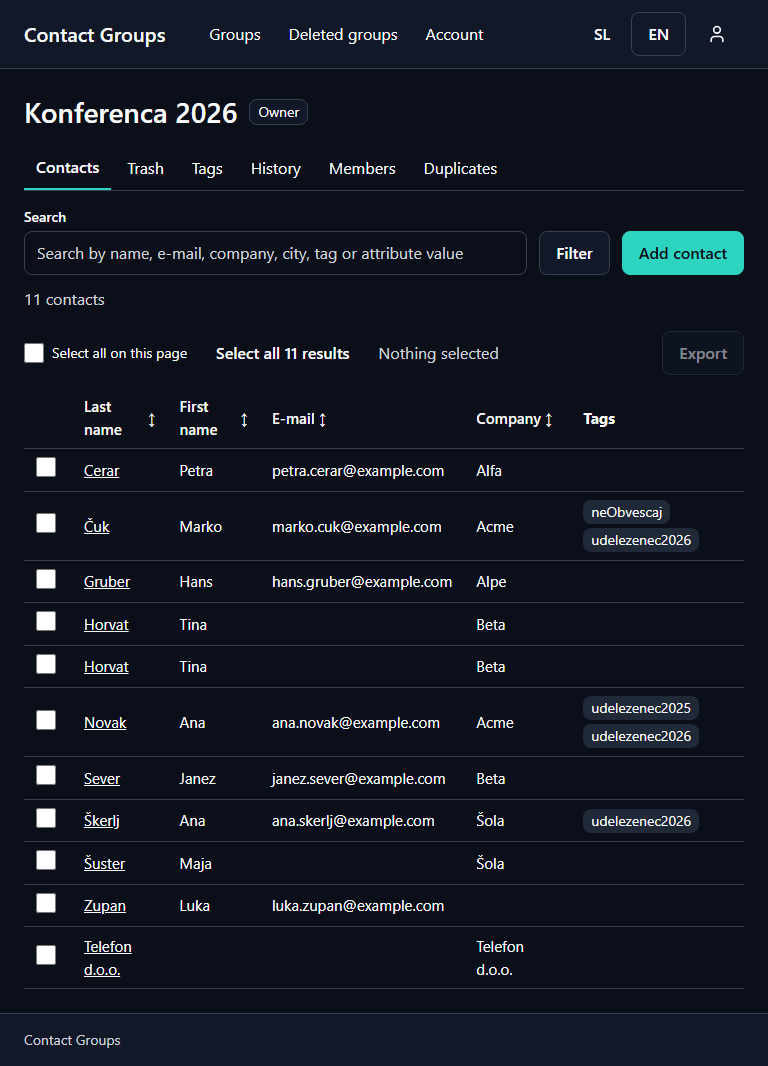 Contact Groups Groups Deleted groups Account SL EN
Konferenca 2026 Owner
Contacts Trash Tags History Members Duplicates
Search
Search by name, e-mail, company, city, tag or attribute value Filter Add contact
11 contacts
Select all on this page Select all 11 results Nothing selected Export
Last name ↕ First name ↕ E-mail ↕ Company ↕ Tags
Cerar Petra petra.cerar@example.com Alfa
Čuk Marko marko.cuk@example.com Acme neObvescaj udelezenec2026
Gruber Hans hans.gruber@example.com Alpe
Horvat Tina Beta
Horvat Tina Beta
Novak Ana ana.novak@example.com Acme udelezenec2025 udelezenec2026
Sever Janez janez.sever@example.com Beta
Škerlj Ana ana.skerlj@example.com Šola udelezenec2026
Šuster Maja Šola
Zupan Luka luka.zupan@example.com
Telefon d.o.o. Telefon d.o.o.
Contact Groups